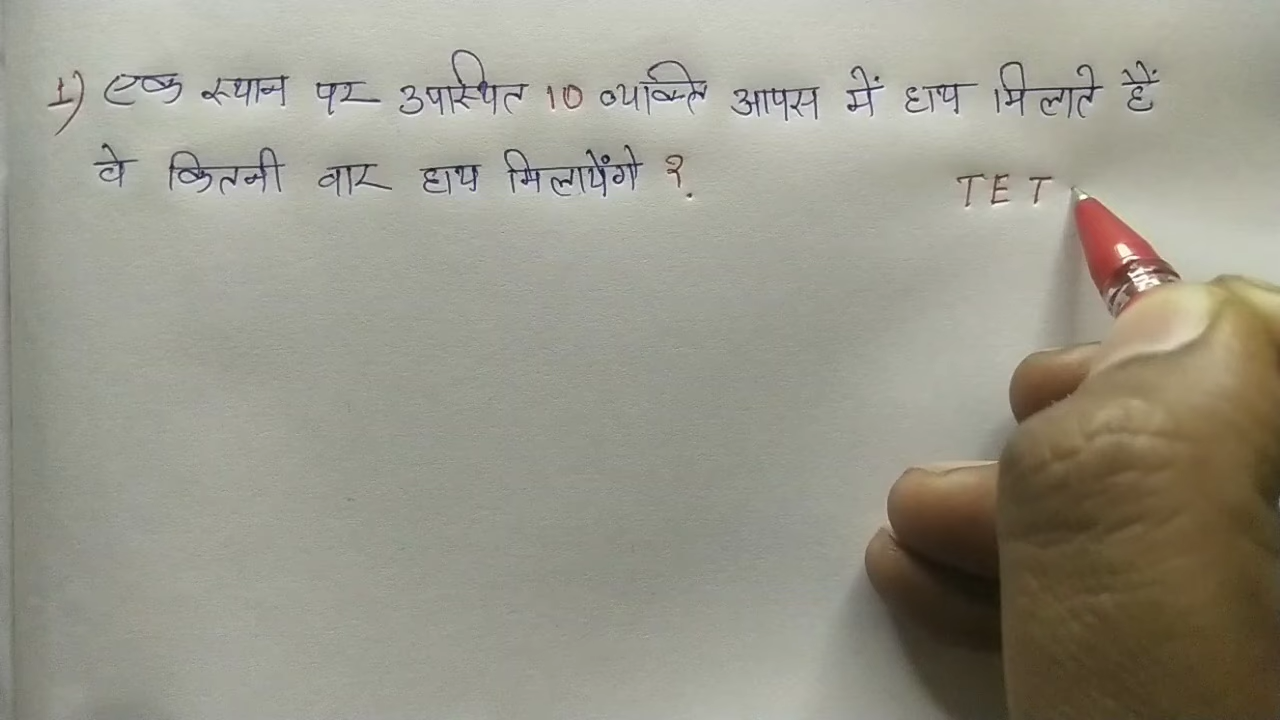 1) एक स्थान पर उपस्थित 10 व्यक्ति आपस में हाथ मिलाते हैं
वे कितनी बार हाथ मिलायेंगे ?
TET